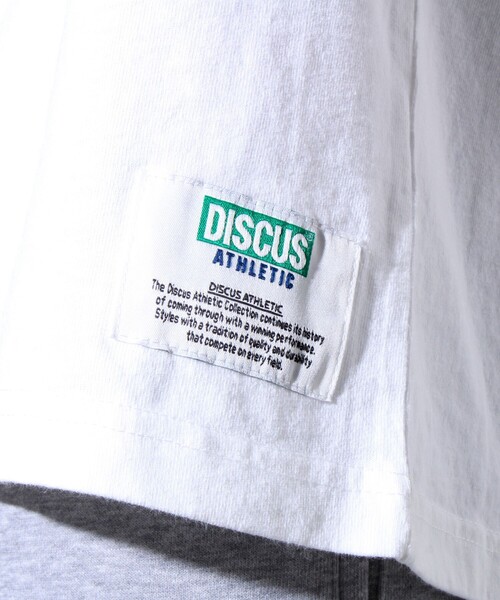 DISCUS®
ATHLETIC
DISCUS ATHLETIC
The Discus Athletic Collection continues its history
of coming through with a winning performance.
Styles with a tradition of quality and durability
that compete on every field.